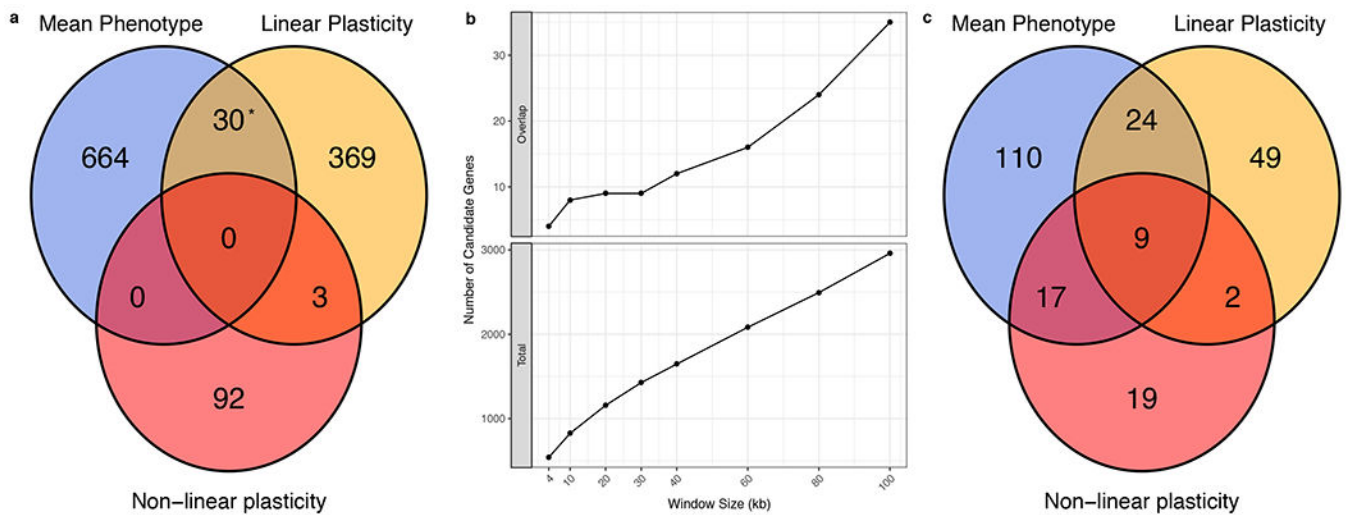 a
Mean Phenotype
Linear Plasticity
30*
664
369
0
0
3
92
Non-linear plasticity
b
Number of Candidate Genes
Overlap
30
20
10
Total
3000
2000
1000
4
10
20
30
40
60
80
100
Window Size (kb)
c
Mean Phenotype
Linear Plasticity
24
110
49
9
17
2
19
Non-linear plasticity